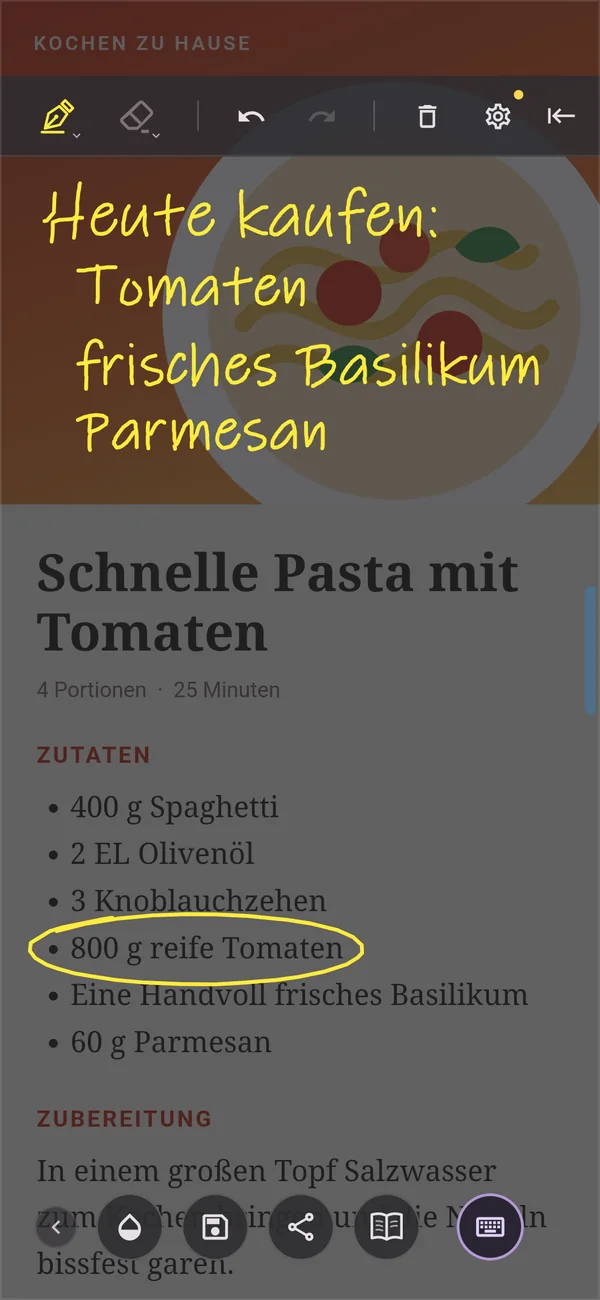 KOCHEN ZU HAUSE
Heute kaufen:
Tomaten
frisches Basilikum
Parmesan
Schnelle Pasta mit
Tomaten
4 Portionen · 25 Minuten
ZUTATEN
• 400 g Spaghetti
• 2 EL Olivenöl
• 3 Knoblauchzehen
• 800 g reife Tomaten
• Eine Handvoll frisches Basilikum
• 60 g Parmesan
ZUBEREITUNG
In einem großen Topf Salzwasser
zum
bissfest garen.